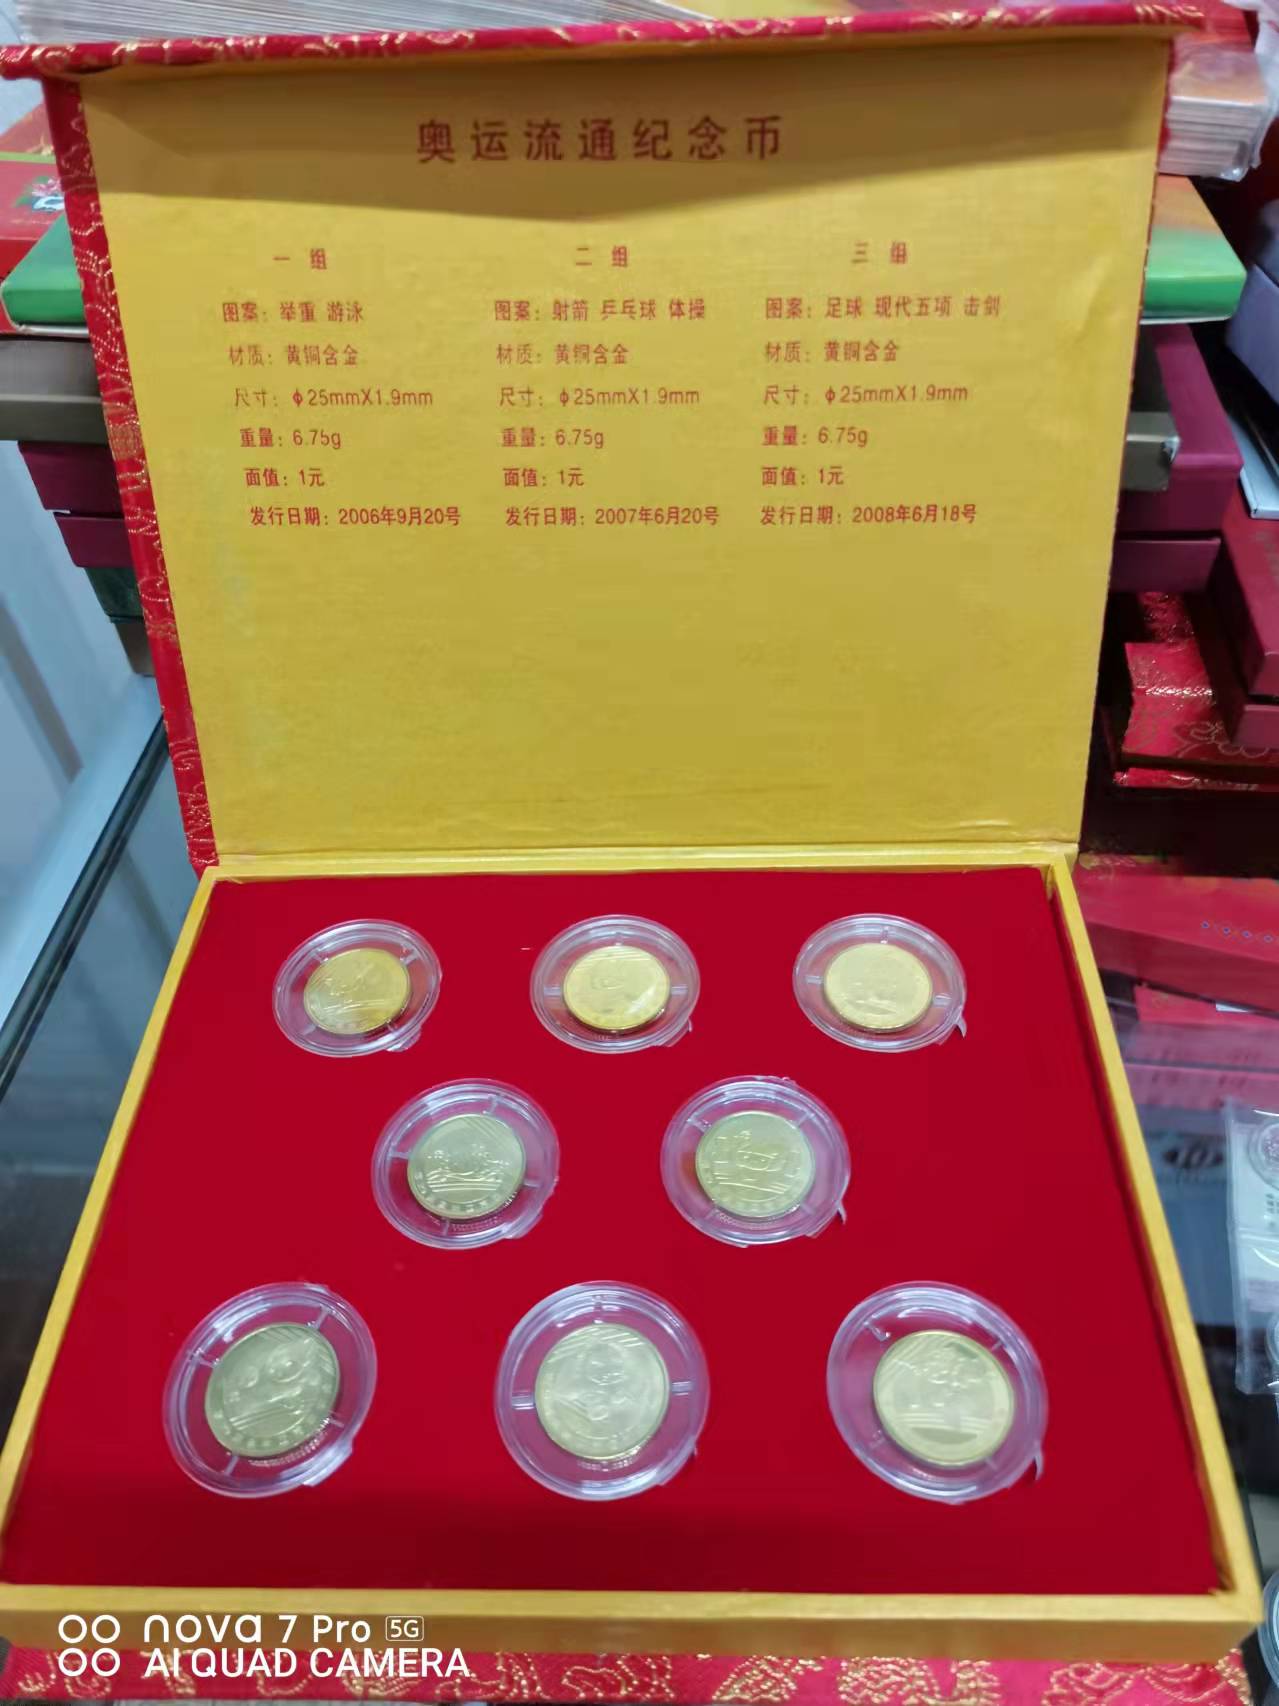 奥运流通纪念币
一组 二组 三组
图案：举重 游泳 图案：射箭 乒乓球 体操 图案：足球 现代五项 击剑
材质：黄铜含金 材质：黄铜含金 材质：黄铜含金
尺寸：ф25mmX1.9mm 尺寸：ф25mmX1.9mm 尺寸：ф25mmX1.9mm
重量：6.75g 重量：6.75g 重量：6.75g
面值：1元 面值：1元 面值：1元
发行日期：2006年9月20号 发行日期：2007年6月20号 发行日期：2008年6月18号
nova 7 Pro 5G
AI QUAD CAMERA